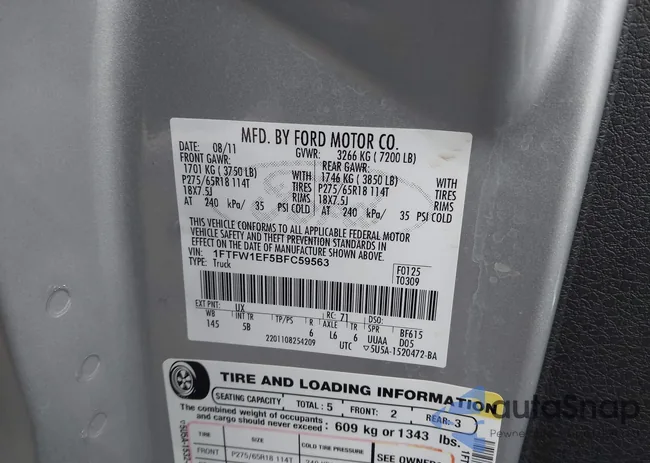 MFD. BY FORD MOTOR CO.
DATE: 08/11 GVWR: 3266 KG ( 7200 LB)
FRONT GAWR: REAR GAWR:
1701 KG ( 3750 LB) WITH 1746 KG ( 3850 LB) WITH
P275/65R18 114T TIRES P275/65R18 114T TIRES
18X7.5J RIMS 18X7.5J RIMS
AT 240 kPa/ 35 PSI COLD AT 240 kPa/ 35 PSI COLD
THIS VEHICLE CONFORMS TO ALL APPLICABLE FEDERAL MOTOR
VEHICLE SAFETY AND THEFT PREVENTION STANDARDS IN
EFFECT ON THE DATE OF MANUFACTURE SHOWN ABOVE.
VIN: 1FTFW1EF5BFC59563 F0125
TYPE: Truck T0309
EXT PNT: UX RC: 71 DSO:
WB BRK TP/PS R AXLE TR SPR BF615
145 5B 6 L6 6 UUAA D05
2201108254209 UTC 5U5A-1520472-BA
TIRE AND LOADING INFORMATION
SEATING CAPACITY TOTAL: 5 FRONT: 2 REAR: 3
The combined weight of occupants
and cargo should never exceed: 609 kg or 1343 lbs.
TIRE SIZE COLD TIRE PRESSURE SEE OWNER
FRONT P275/65R18 114T
autoSnap
Powered